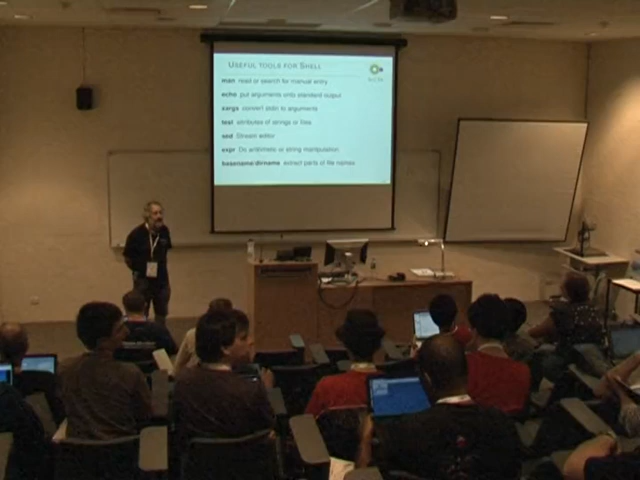 USEFUL TOOLS FOR SHELL
man read or search for manual entry
echo put arguments onto standard output
xargs convert stdin to arguments
test attributes of strings or files
sed Stream editor
expr Do arithmetic or string manipulation
basename/dirname extract parts of file names